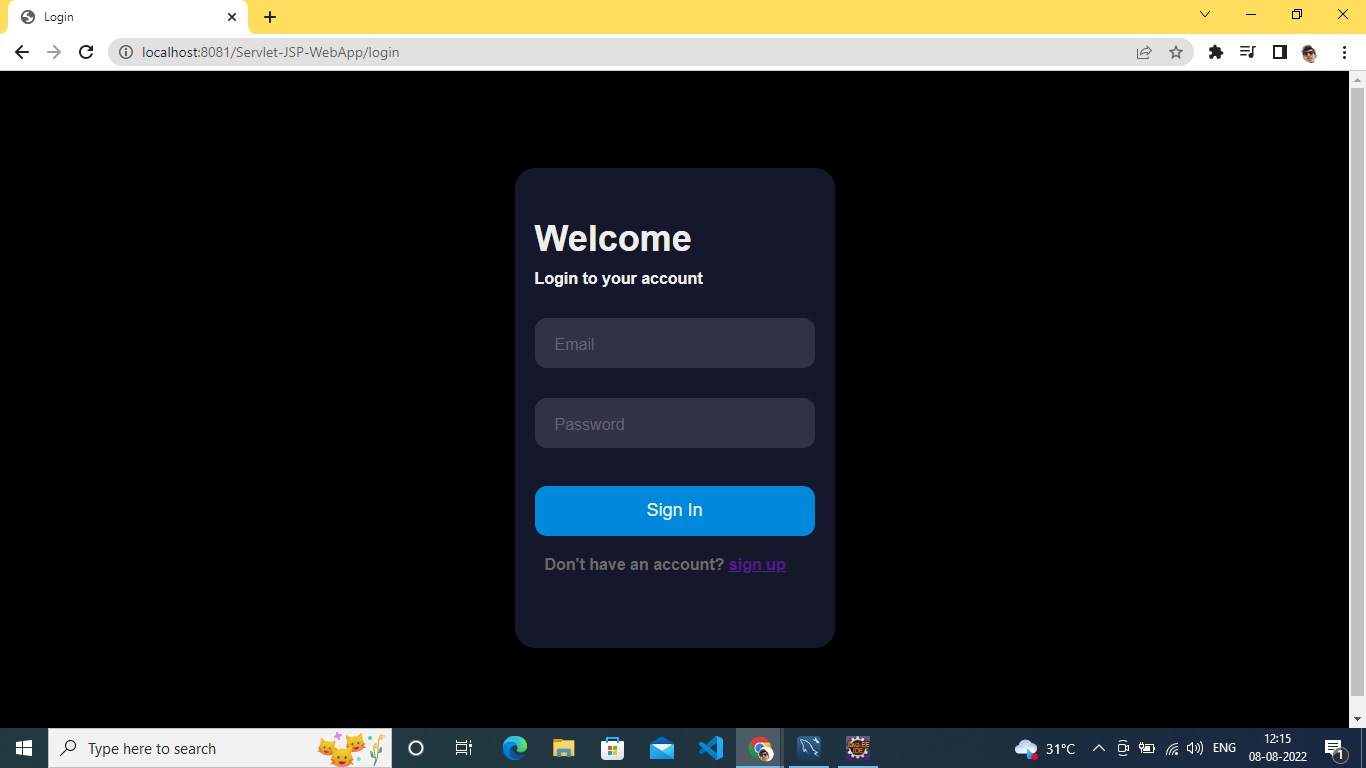 Login
localhost:8081/Servlet-JSP-WebApp/login
Welcome
Login to your account
Email
Password
Sign In
Don't have an account? sign up
Type here to search
31°C
ENG
12:15
08-08-2022
1